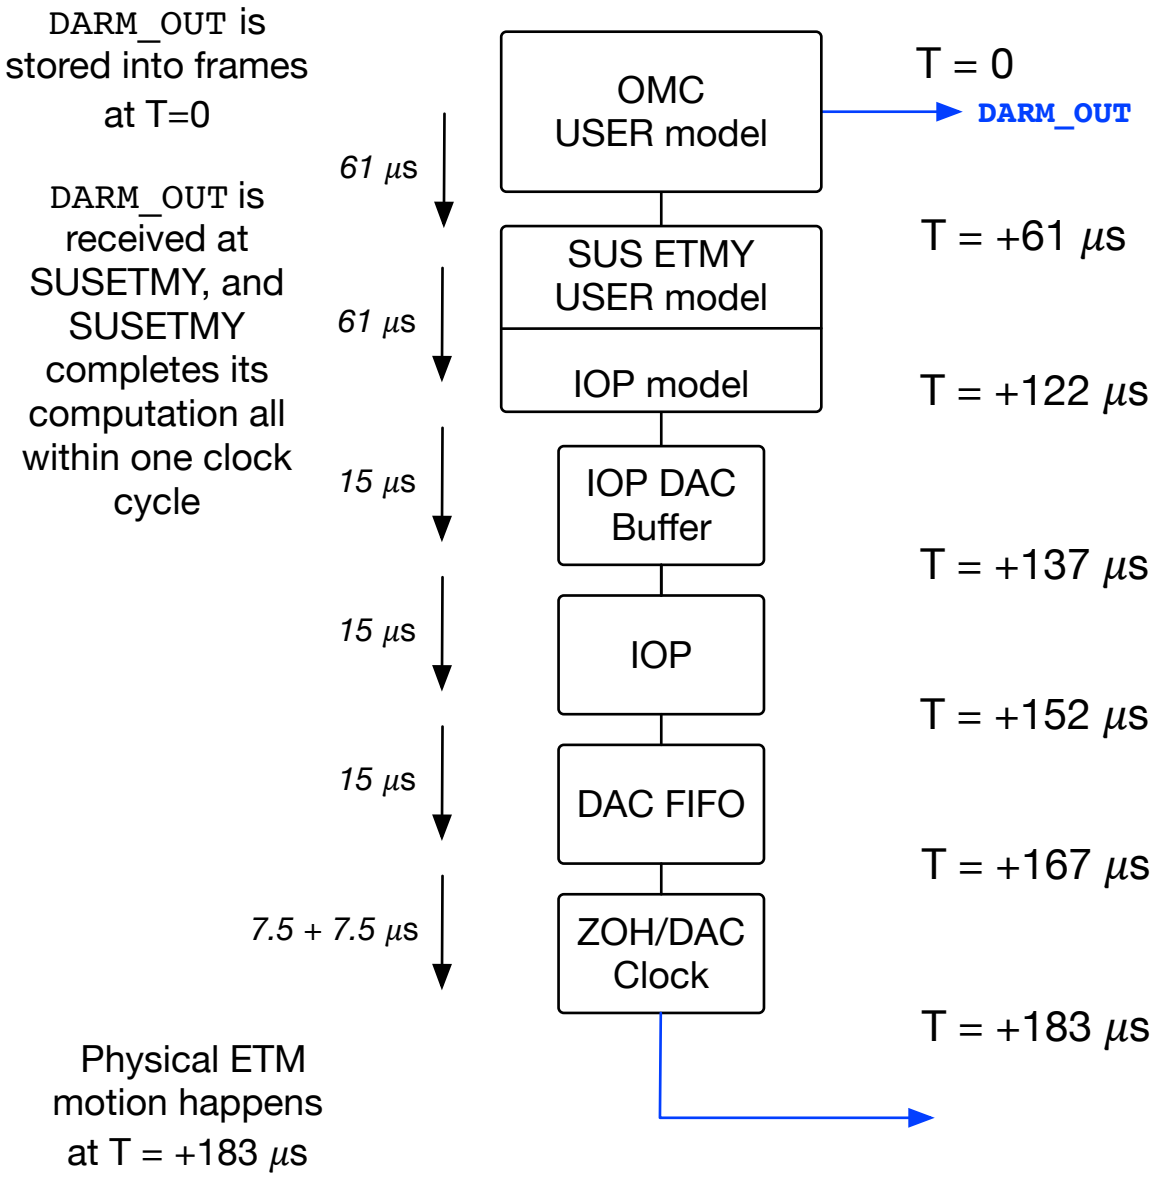 DARM_OUT is
stored into frames
at T=0
OMC
USER model
T = 0
DARM_OUT
61 μs
DARM_OUT is
received at
SUSETMY, and
SUSETMY
completes its
computation all
within one clock
cycle
SUS ETMY
USER model
T = +61 μs
61 μs
IOP model
T = +122 μs
15 μs
IOP DAC
Buffer
T = +137 μs
15 μs
IOP
T = +152 μs
15 μs
DAC FIFO
T = +167 μs
7.5 + 7.5 μs
ZOH/DAC
Clock
T = +183 μs
Physical ETM
motion happens
at T = +183 μs